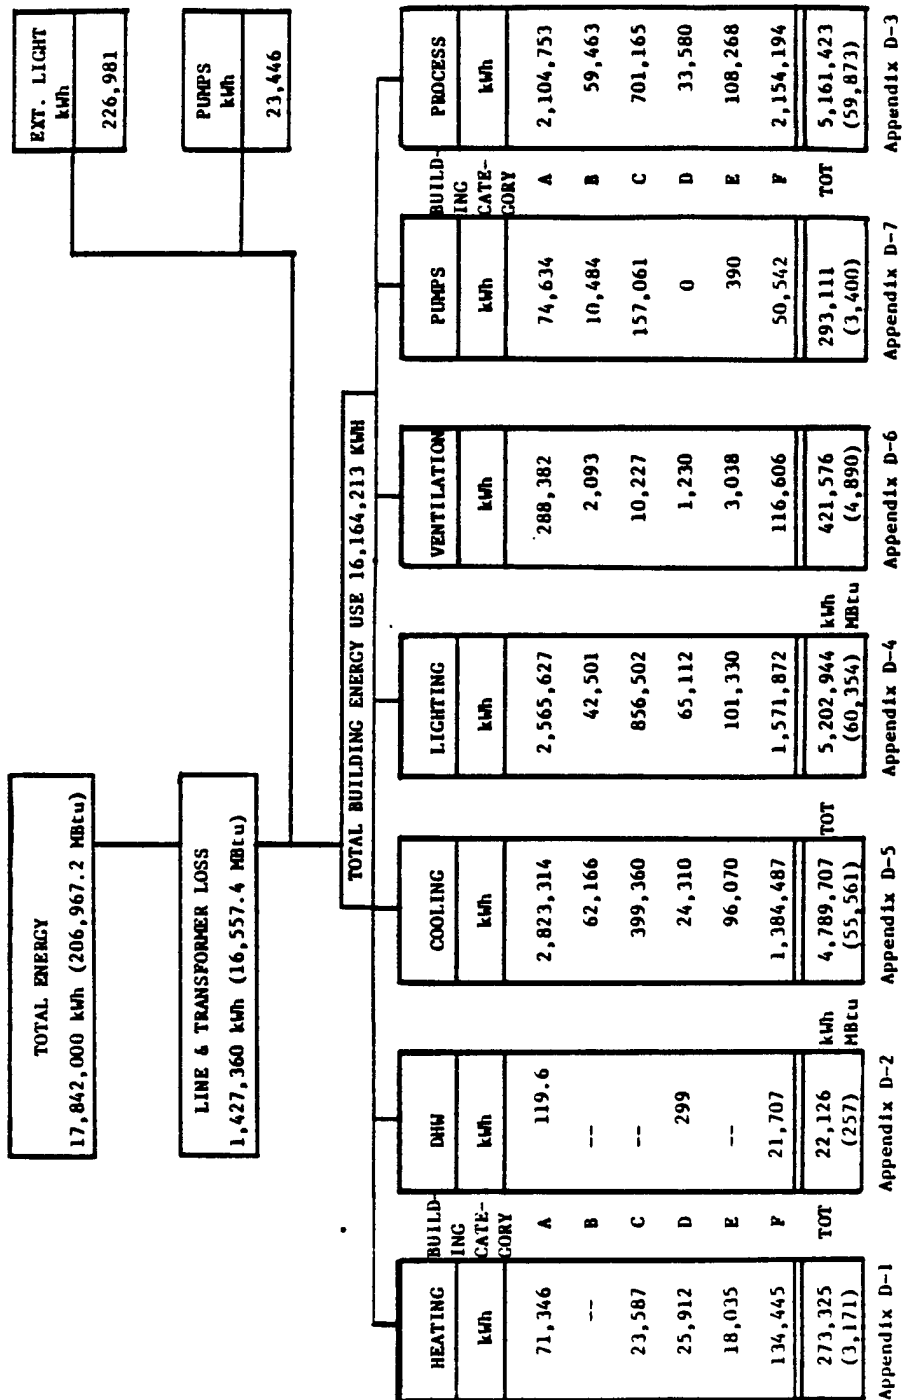 TOTAL ENERGY
17,842,000 kWh (206,967.2 MBtu)
LINE & TRANSFORMER LOSS
1,427,360 kWh (16,557.4 MBtu)
EXT. LIGHT
kWh
226,981
PUMPS
kWh
23,446
TOTAL BUILDING ENERGY USE 16,164,213 KWH
HEATING
kWh
71,346
--
23,587
25,912
18,035
134,445
273,325
(3,171)
Appendix D-1
BUILD-
ING
CATE-
GORY
A
B
C
D
E
F
TOT
DHW
kWh
119.6
--
--
299
--
21,707
22,126
(257)
Appendix D-2
kWh
MBtu
COOLING
kWh
2,823,314
62,166
399,360
24,310
96,070
1,384,487
4,789,707
(55,561)
Appendix D-5
TOT
LIGHTING
kWh
2,565,627
42,501
856,502
65,112
101,330
1,571,872
5,202,944
(60,354)
Appendix D-4
kWh
MBtu
VENTILATION
kWh
288,382
2,093
10,227
1,230
3,038
116,606
421,576
(4,890)
Appendix D-6
PUMPS
kWh
74,634
10,484
157,061
0
390
50,542
293,111
(3,400)
Appendix D-7
BUILD-
ING
CATE-
GORY
A
B
C
D
E
F
TOT
PROCESS
kWh
2,104,753
59,463
701,165
33,580
108,268
2,154,194
5,161,423
(59,873)
Appendix D-3